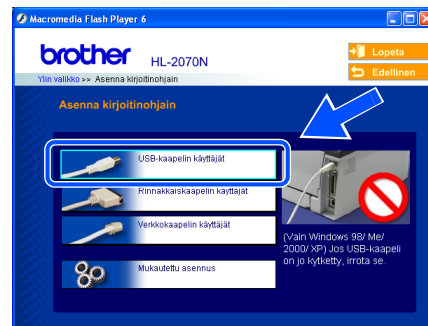 Macromedia Flash Player 6
brother HL-2070N
Lopeta
Edellinen
Ylin valikko >> Asenna kirjoitinohjain
Asenna kirjoitinohjain
USB-kaapelin käyttäjät
Rinnakkaiskaapelin käyttäjät
Verkkokaapelin käyttäjät
Mukautettu asennus
(Vain Windows 98/ Me/
2000/ XP) Jos USB-kaapeli
on jo kytketty, irrota se.